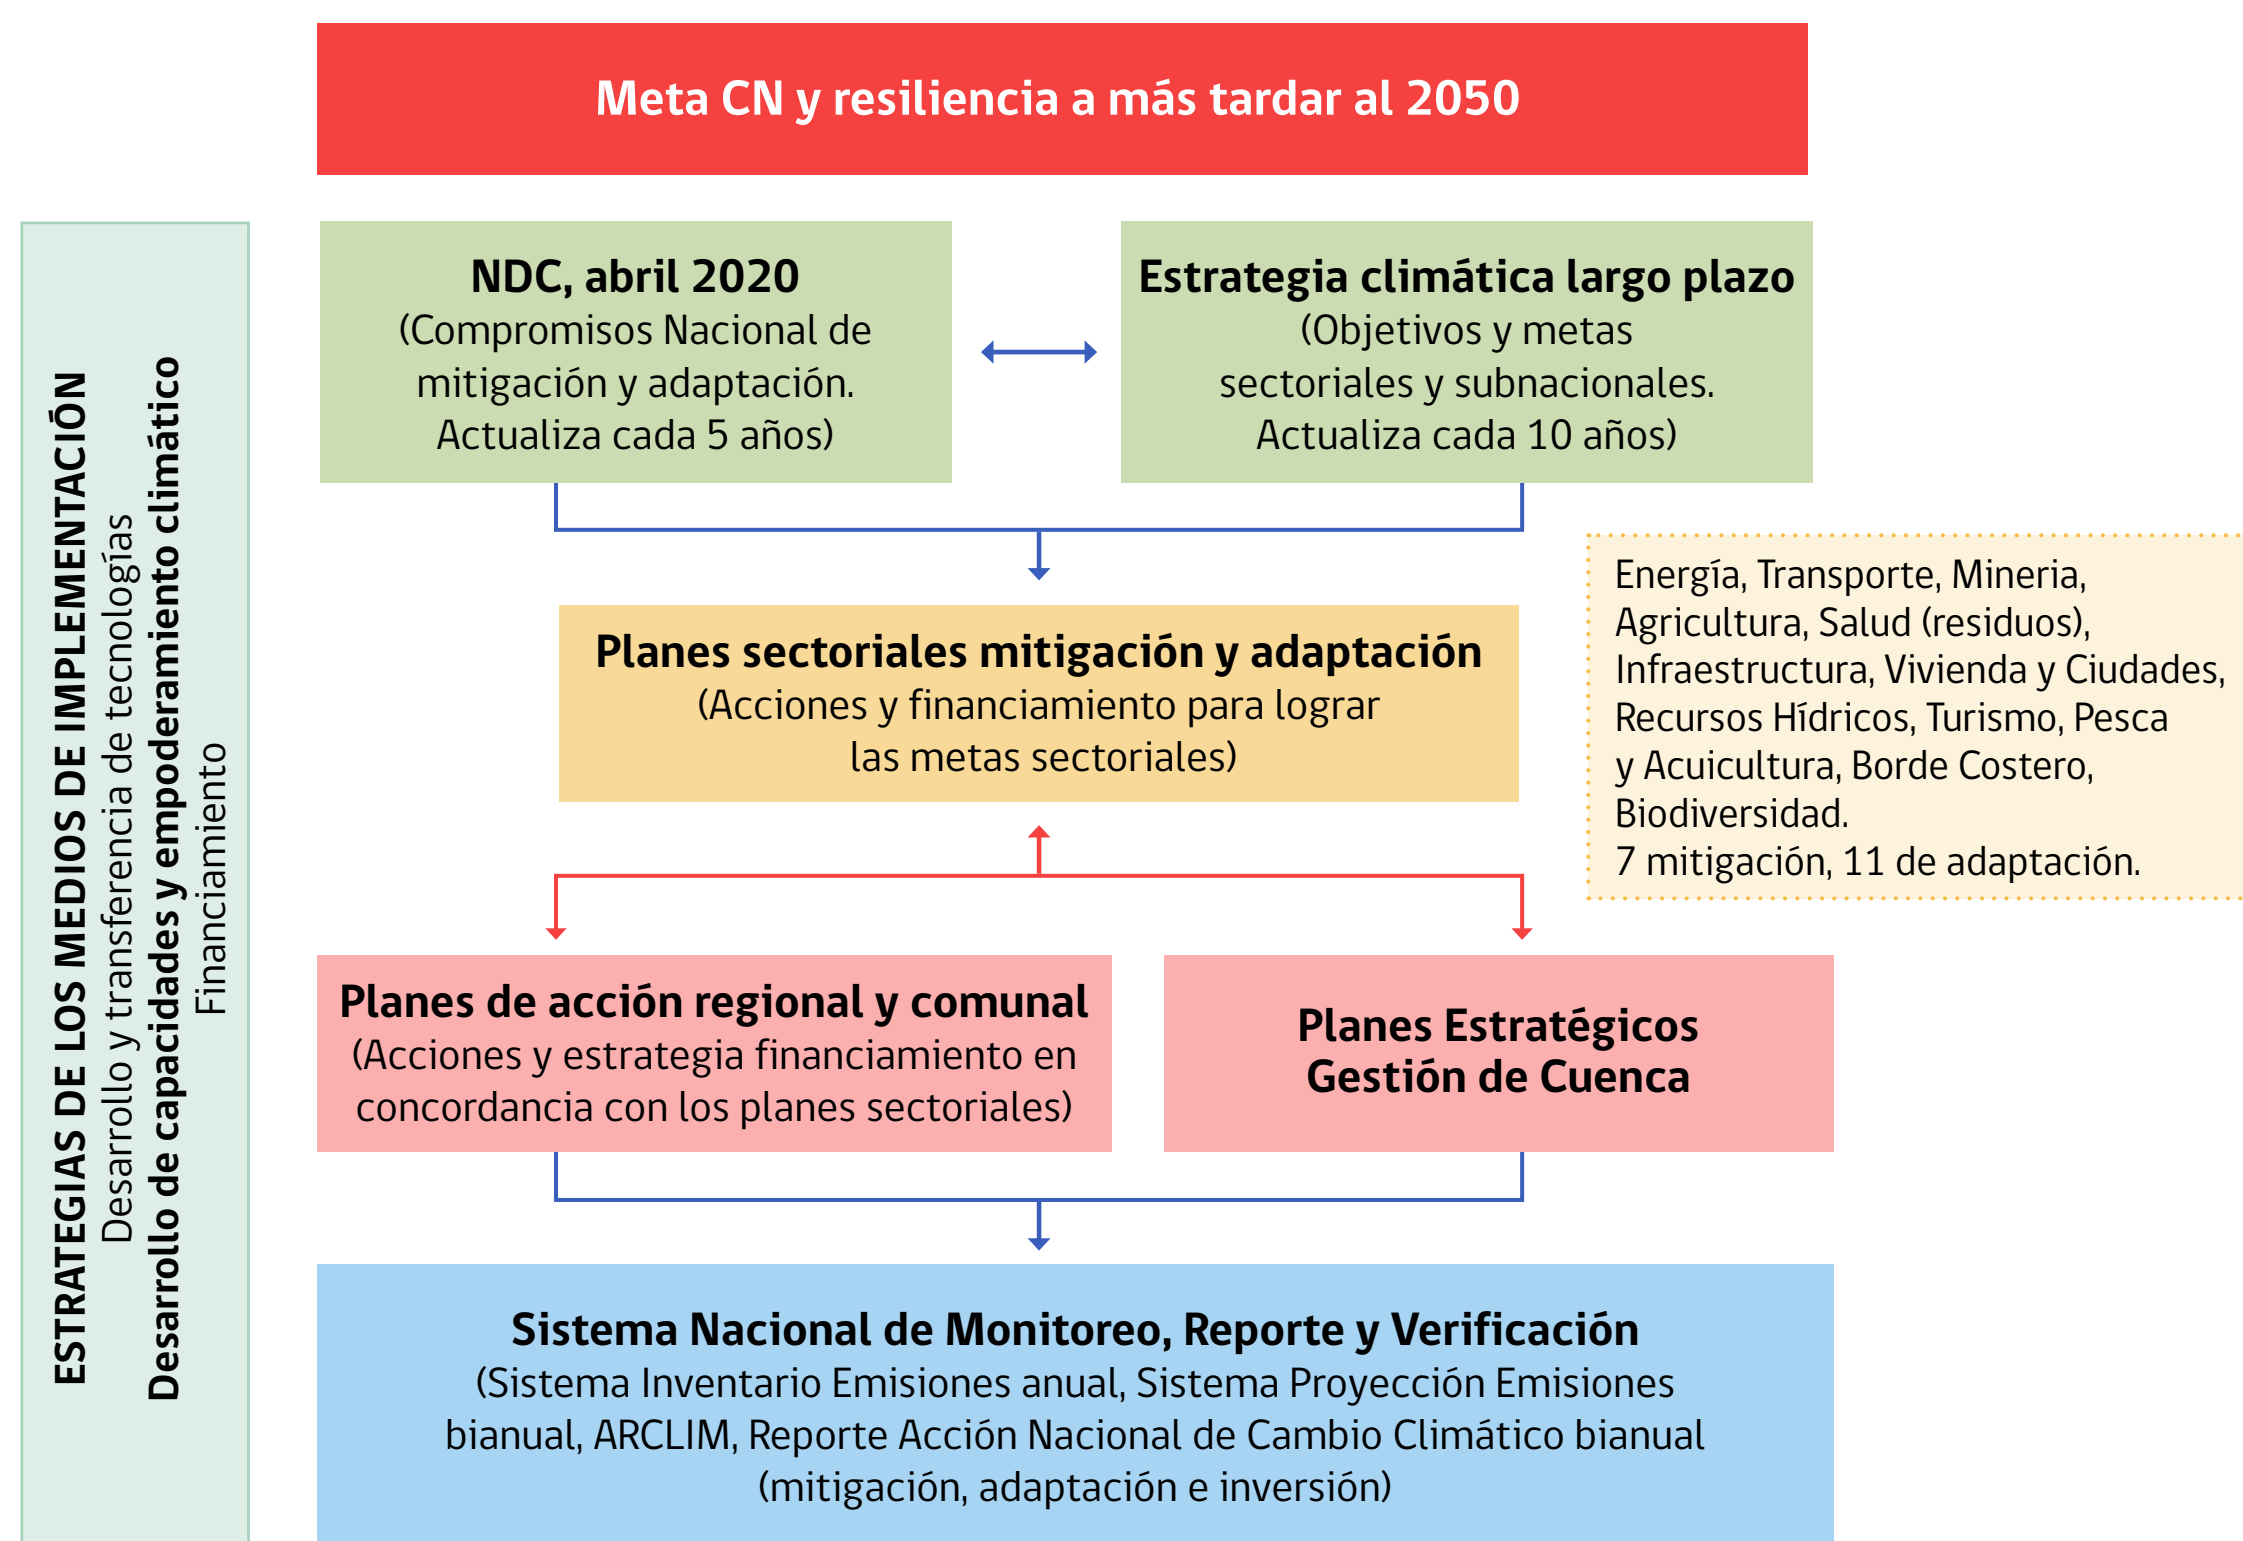 Meta CN y resiliencia a más tardar al 2050
ESTRATEGIAS DE LOS MEDIOS DE IMPLEMENTACIÓN
Desarrollo y transferencia de tecnologías
Desarrollo de capacidades y empoderamiento climático
Financiamiento
NDC, abril 2020
(Compromisos Nacional de
mitigación y adaptación.
Actualiza cada 5 años)
Estrategia climática largo plazo
(Objetivos y metas
sectoriales y subnacionales.
Actualiza cada 10 años)
Planes sectoriales mitigación y adaptación
(Acciones y financiamiento para lograr
las metas sectoriales)
Energía, Transporte, Mineria,
Agricultura, Salud (residuos),
Infraestructura, Vivienda y Ciudades,
Recursos Hídricos, Turismo, Pesca
y Acuicultura, Borde Costero,
Biodiversidad.
7 mitigación, 11 de adaptación.
Planes de acción regional y comunal
(Acciones y estrategia financiamiento en
concordancia con los planes sectoriales)
Planes Estratégicos
Gestión de Cuenca
Sistema Nacional de Monitoreo, Reporte y Verificación
(Sistema Inventario Emisiones anual, Sistema Proyección Emisiones
bianual, ARCLIM, Reporte Acción Nacional de Cambio Climático bianual
(mitigación, adaptación e inversión)